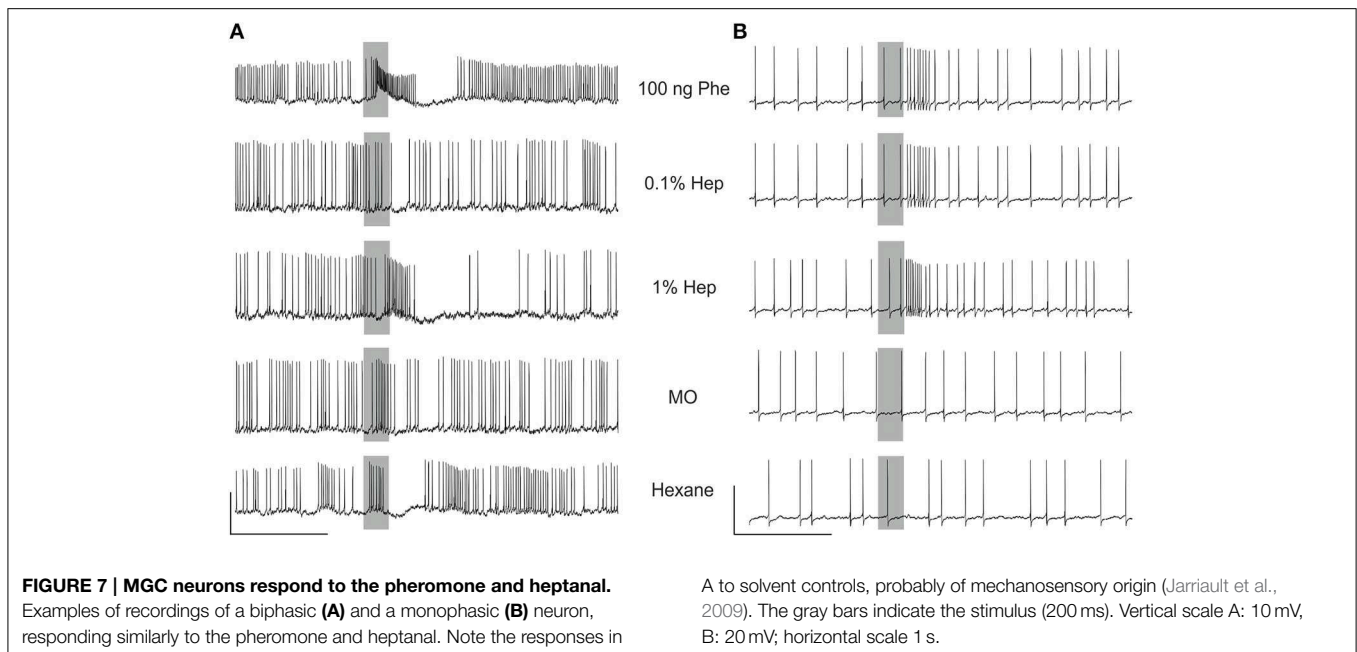 A
B
100 ng Phe
0.1% Hep
1% Hep
MO
Hexane
FIGURE 7 | MGC neurons respond to the pheromone and heptanal.
Examples of recordings of a biphasic (A) and a monophasic (B) neuron,
responding similarly to the pheromone and heptanal. Note the responses in
A to solvent controls, probably of mechanosensory origin (Jarriault et al.,
2009). The gray bars indicate the stimulus (200 ms). Vertical scale A: 10 mV,
B: 20 mV; horizontal scale 1 s.